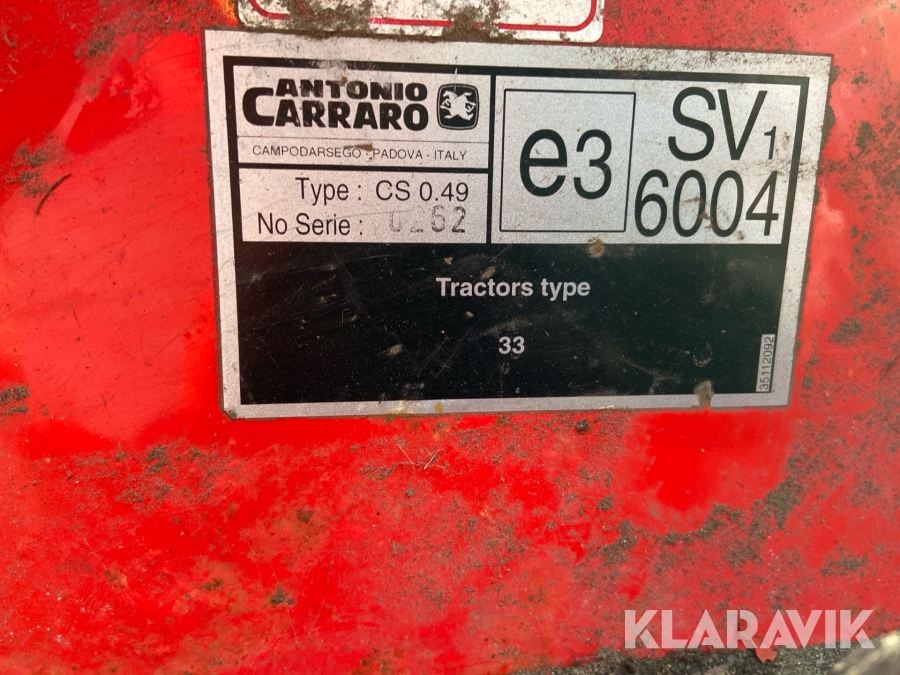 ANTONIO
CARRARO
CAMPODARSEGO - PADOVA - ITALY
Type : CS 0.49
No Serie : 0262
e3
SV1
6004
Tractors type
33
35112092
KLARAVIK